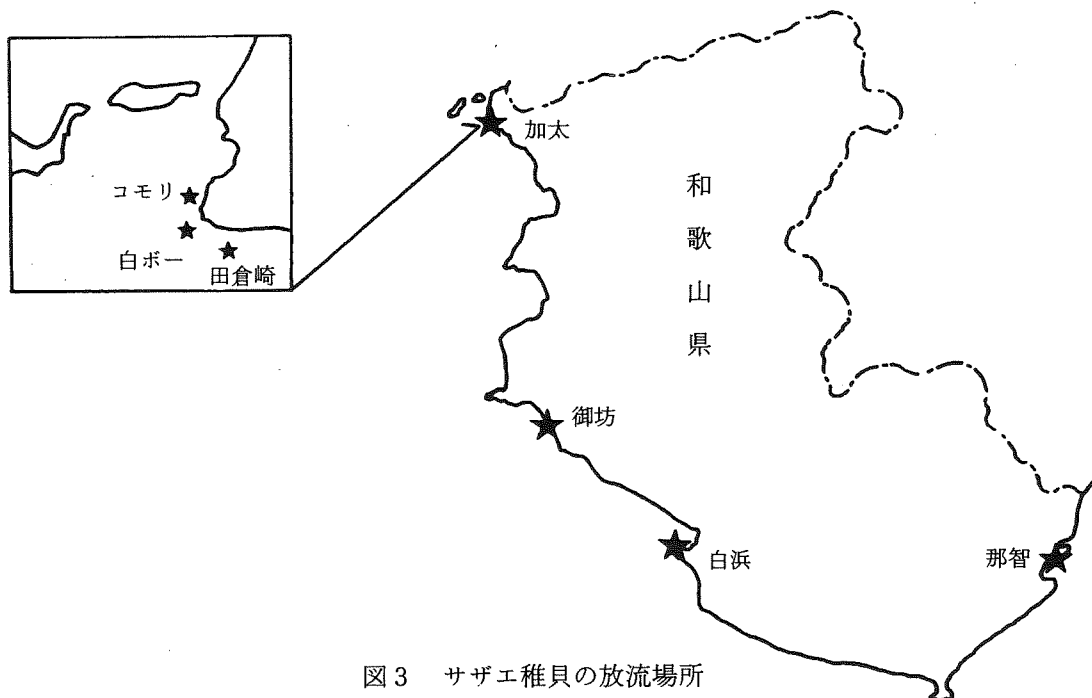 加太
コモリ
白ボー
田倉崎
和歌山県
御坊
白浜
那智
図3 サザエ稚貝の放流場所